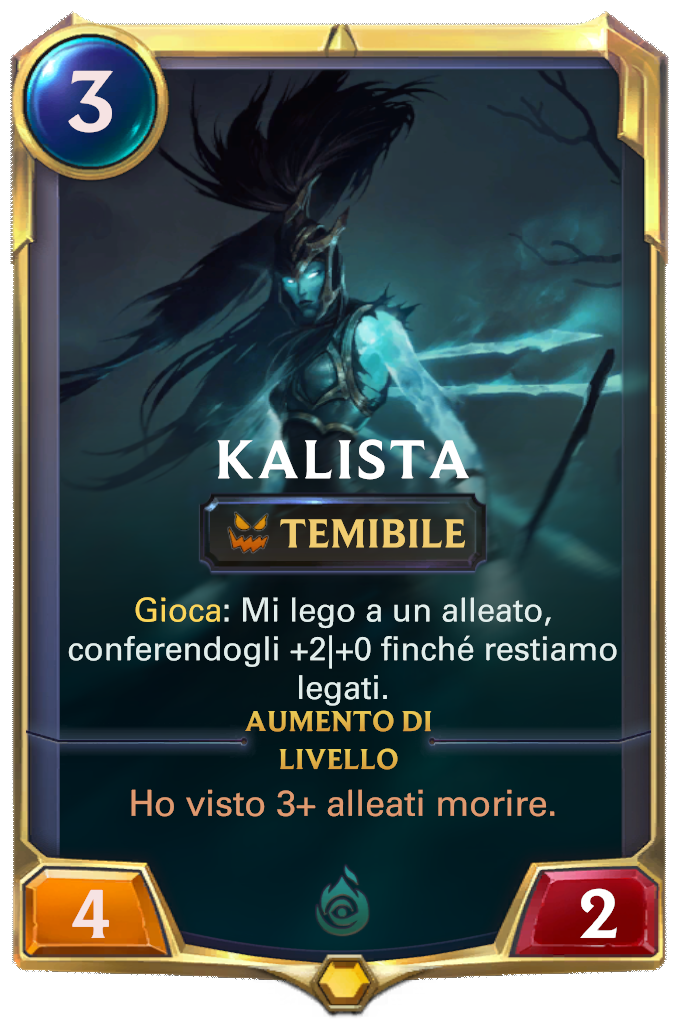 3
KALISTA
TEMIBILE
Gioca: Mi lego a un alleato,
conferendogli +2|+0 finché restiamo
legati.
AUMENTO DI
LIVELLO
Ho visto 3+ alleati morire.
4
2